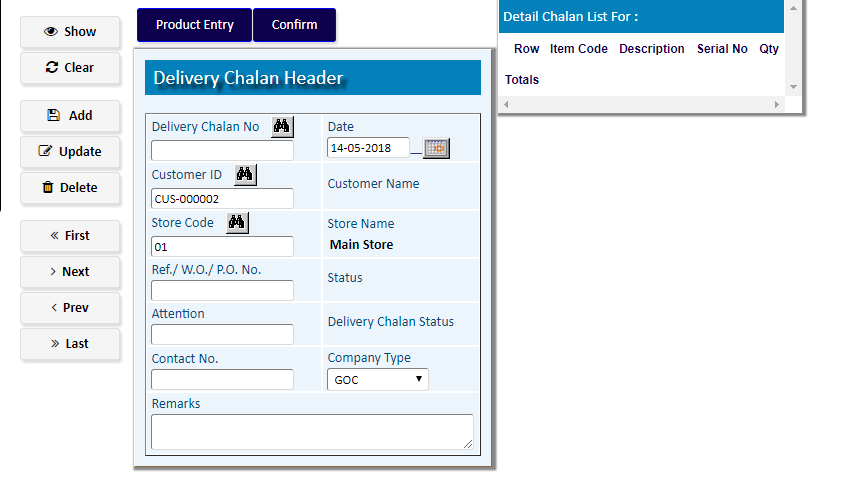 Show
Clear
Add
Update
Delete
First
Next
Prev
Last
Product Entry
Confirm
Delivery Chalan Header
Delivery Chalan No
Date
14-05-2018
Customer ID
CUS-000002
Customer Name
Store Code
01
Store Name
Main Store
Ref./ W.O./ P.O. No.
Status
Attention
Delivery Chalan Status
Contact No.
Company Type
GOC
Remarks
Detail Chalan List For :
Row Item Code Description Serial No Qty
Totals